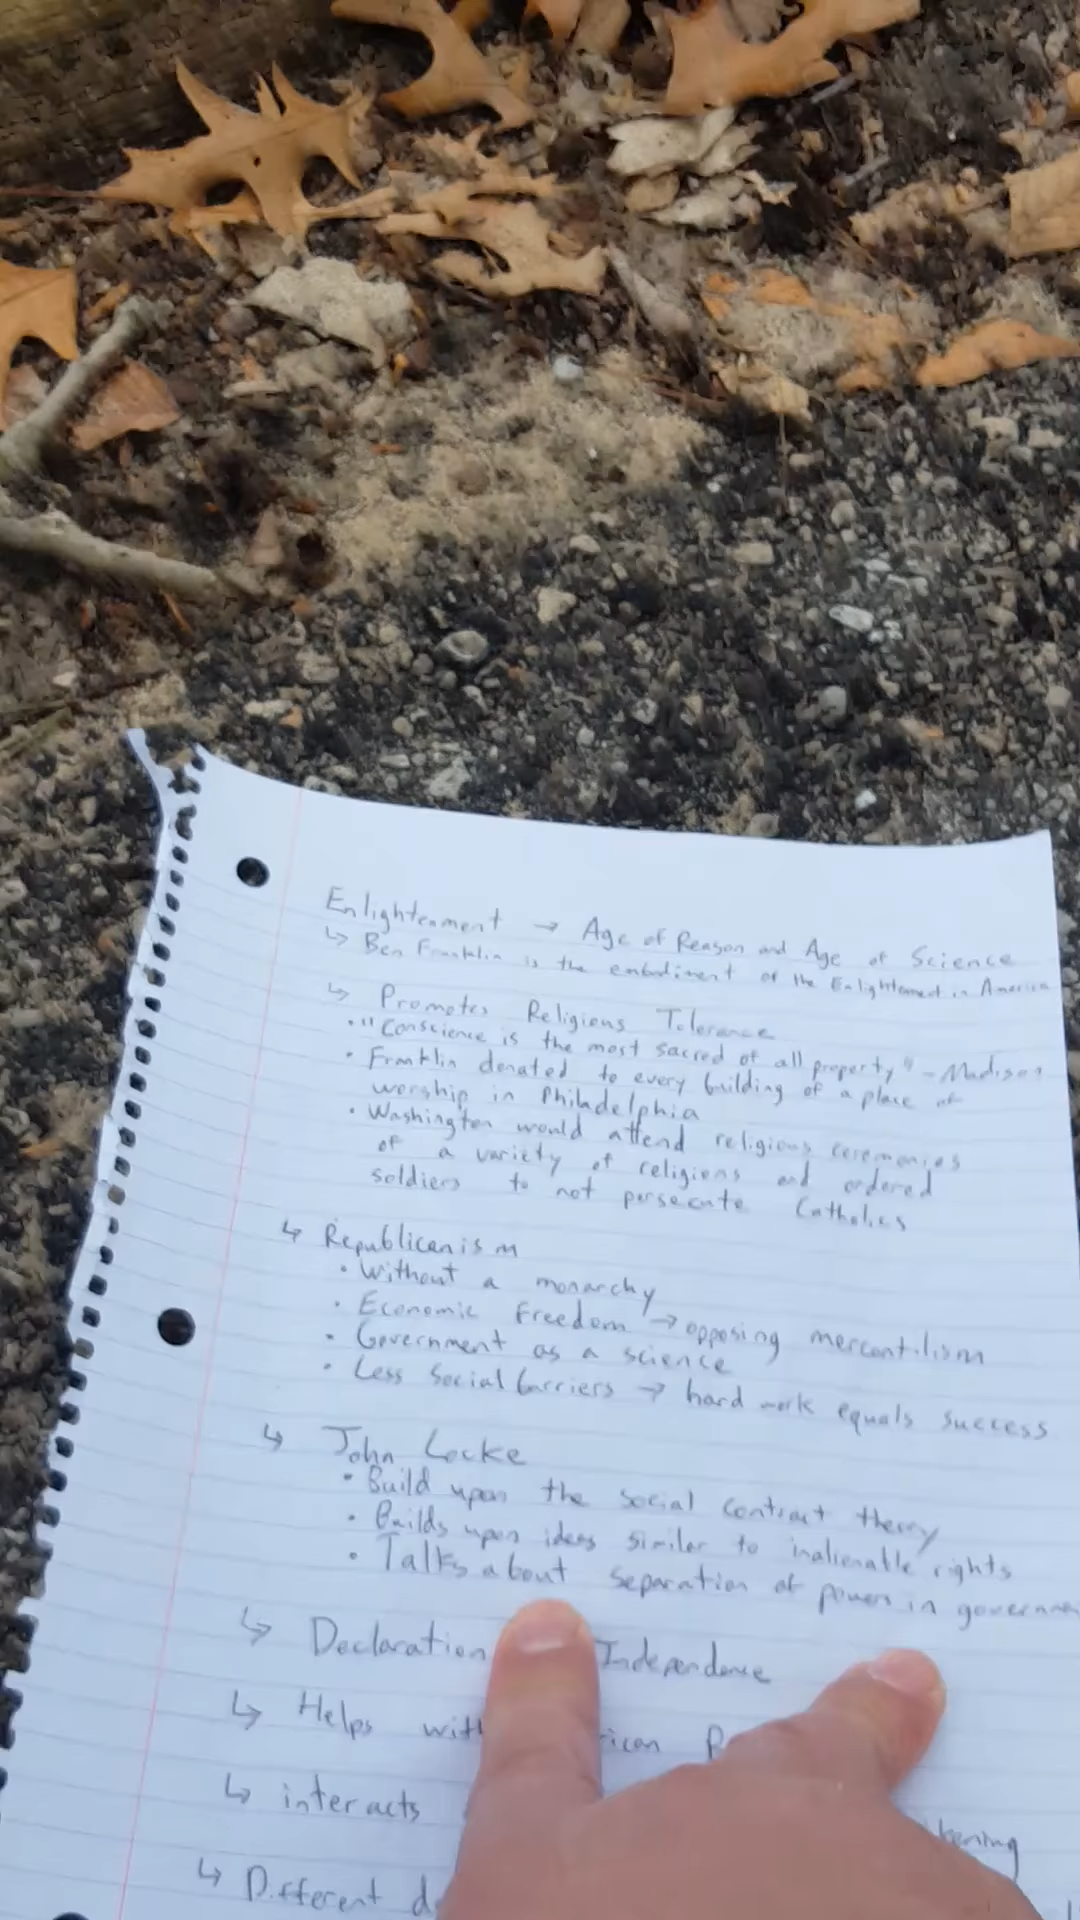 Enlightenment → Age of Reason and Age of Science
↳ Ben Franklin is the embodiment of the Enlightened in America
↳ Promotes Religious Tolerance
• "Conscience is the most sacred of all property" - Madison
• Franklin donated to every building of a place of
worship in Philadelphia
• Washington would attend religious ceremonies
of a variety of religions and ordered
soldiers to not persecute Catholics
↳ Republicanism
• Without a monarchy
• Economic Freedom → opposing mercantilism
• Government as a science
• Less Social barriers → hard work equals success
↳ John Locke
• Build upon the social contract theory
• Builds upon ideas similar to inalienable rights
• Talks about separation of powers in
↳ Declaration Independence
↳ Helps with
↳ interacts
↳ Different